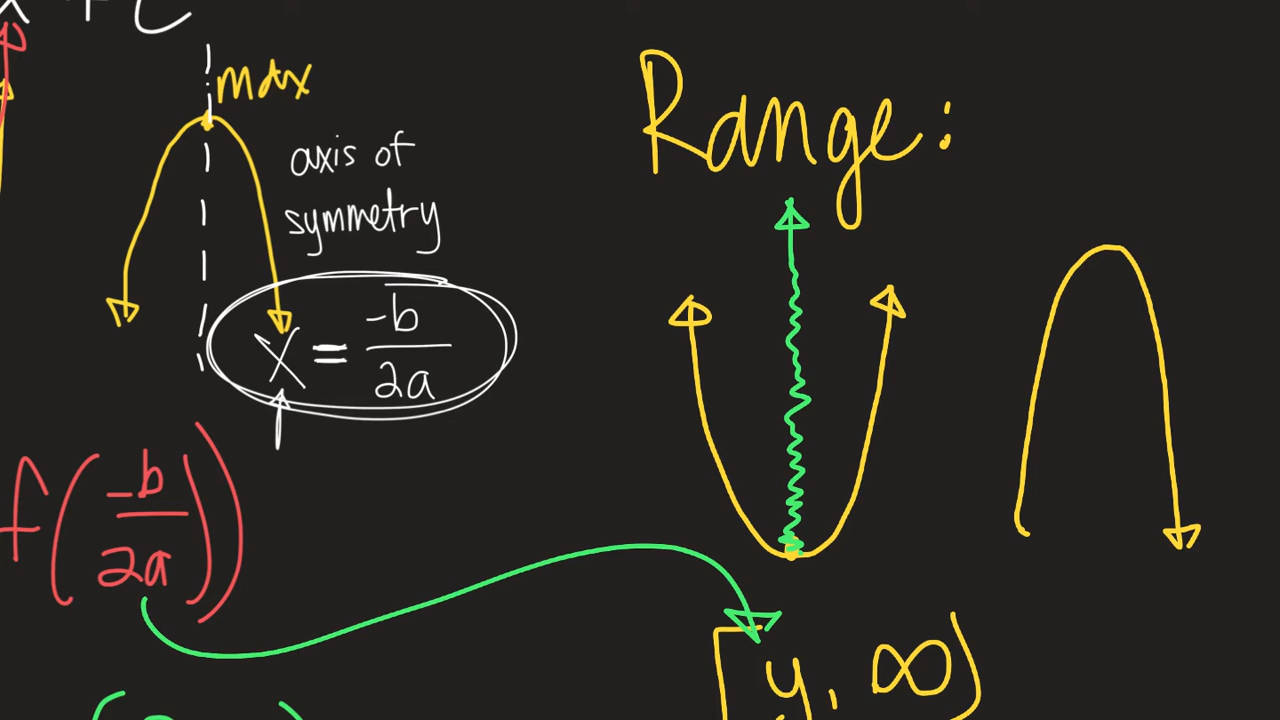 + c
max
axis of
symmetry
x = -b/2a
f(-b/2a))
Range:
[y, ∞)